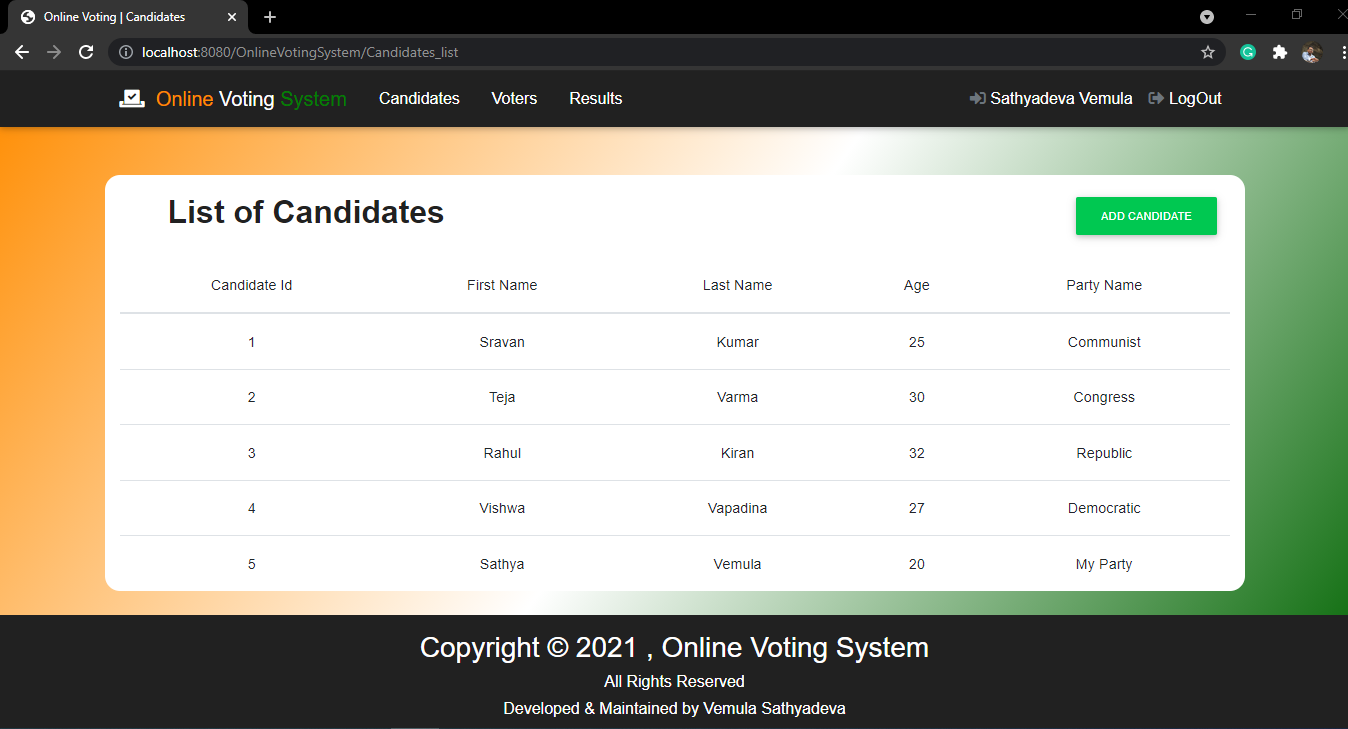 Online Voting | Candidates
localhost:8080/OnlineVotingSystem/Candidates_list
Online Voting System Candidates Voters Results Sathyadeva Vemula LogOut
List of Candidates ADD CANDIDATE
Candidate Id First Name Last Name Age Party Name
1 Sravan Kumar 25 Communist
2 Teja Varma 30 Congress
3 Rahul Kiran 32 Republic
4 Vishwa Vapadina 27 Democratic
5 Sathya Vemula 20 My Party
Copyright © 2021 , Online Voting System
All Rights Reserved
Developed & Maintained by Vemula Sathyadeva